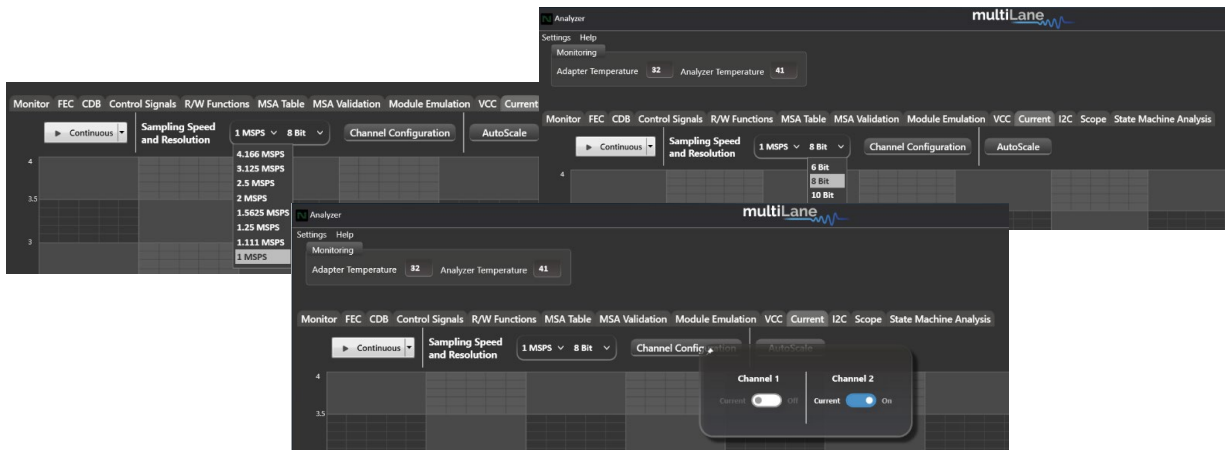 Monitor FEC CDB Control Signals R/W Functions MSA Table MSA Validation Module Emulation VCC Current
Continuous
Sampling Speed
and Resolution
1 MSPS 8 Bit
Channel Configuration
AutoScale
4.166 MSPS
3.125 MSPS
2.5 MSPS
2 MSPS
1.5625 MSPS
1.25 MSPS
1.111 MSPS
1 MSPS
4
3.5
3
Analyzer
multiLane
Settings Help
Monitoring
Adapter Temperature 32 Analyzer Temperature 41
Monitor FEC CDB Control Signals R/W Functions MSA Table MSA Validation Module Emulation VCC Current I2C Scope State Machine Analysis
Continuous
Sampling Speed
and Resolution
1 MSPS 8 Bit
Channel Configuration
AutoScale
6 Bit
8 Bit
10 Bit
4
Analyzer
multiLane
Settings Help
Monitoring
Adapter Temperature 32 Analyzer Temperature 41
Monitor FEC CDB Control Signals R/W Functions MSA Table MSA Validation Module Emulation VCC Current I2C Scope State Machine Analysis
Continuous
Sampling Speed
and Resolution
1 MSPS 8 Bit
Channel Configuration
AutoScale
Channel 1 Channel 2
Current Off Current On
4
3.5